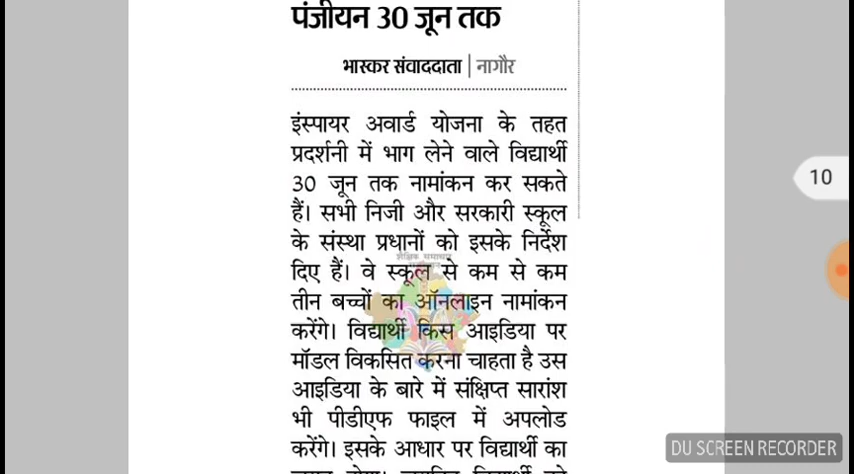 पंजीयन 30 जून तक
भास्कर संवाददाता | नागौर
इंस्पायर अवार्ड योजना के तहत
प्रदर्शनी में भाग लेने वाले विद्यार्थी
30 जून तक नामांकन कर सकते
हैं। सभी निजी और सरकारी स्कूल
के संस्था प्रधानों को इसके निर्देश
दिए हैं। वे स्कूल से कम से कम
तीन बच्चों का ऑनलाइन नामांकन
करेंगे। विद्यार्थी किस आइडिया पर
मॉडल विकसित करना चाहता है उस
आइडिया के बारे में संक्षिप्त सारांश
भी पीडीएफ फाइल में अपलोड
करेंगे। इसके आधार पर विद्यार्थी का
10
DU SCREEN RECORDER